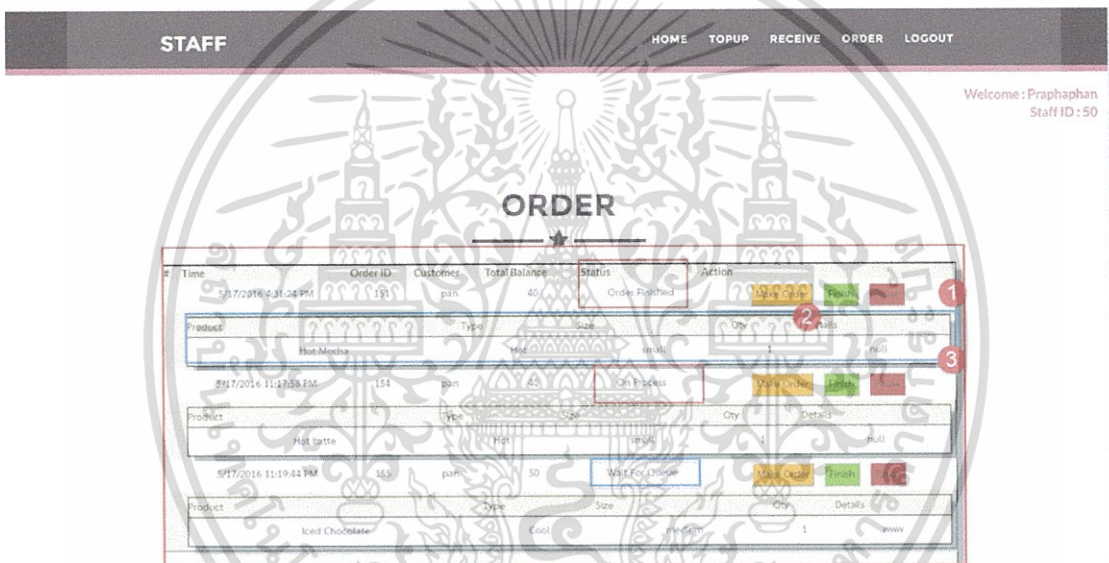 STAFF
HOME TOPUP RECEIVE ORDER LOGOUT
Welcome : Praphaphan
Staff ID : 50
ORDER
# Time Order ID Customer Total Balance Status Action
5/17/2016 4:31:24 PM 151 pan 40 Order Finished Make Order Finish 1
2
Product Type Size Qty Details
Hot Mocha Hot small 1 null
3
5/17/2016 11:17:58 PM 154 pan 40 On Process Make Order Finish
Product Type Size Qty Details
Hot Latte Hot small 1 null
5/17/2016 11:19:44 PM 155 pan 50 Wait For Queue Make Order Finish
Product Type Size Qty Details
Iced Chocolate Cool medium 1 www